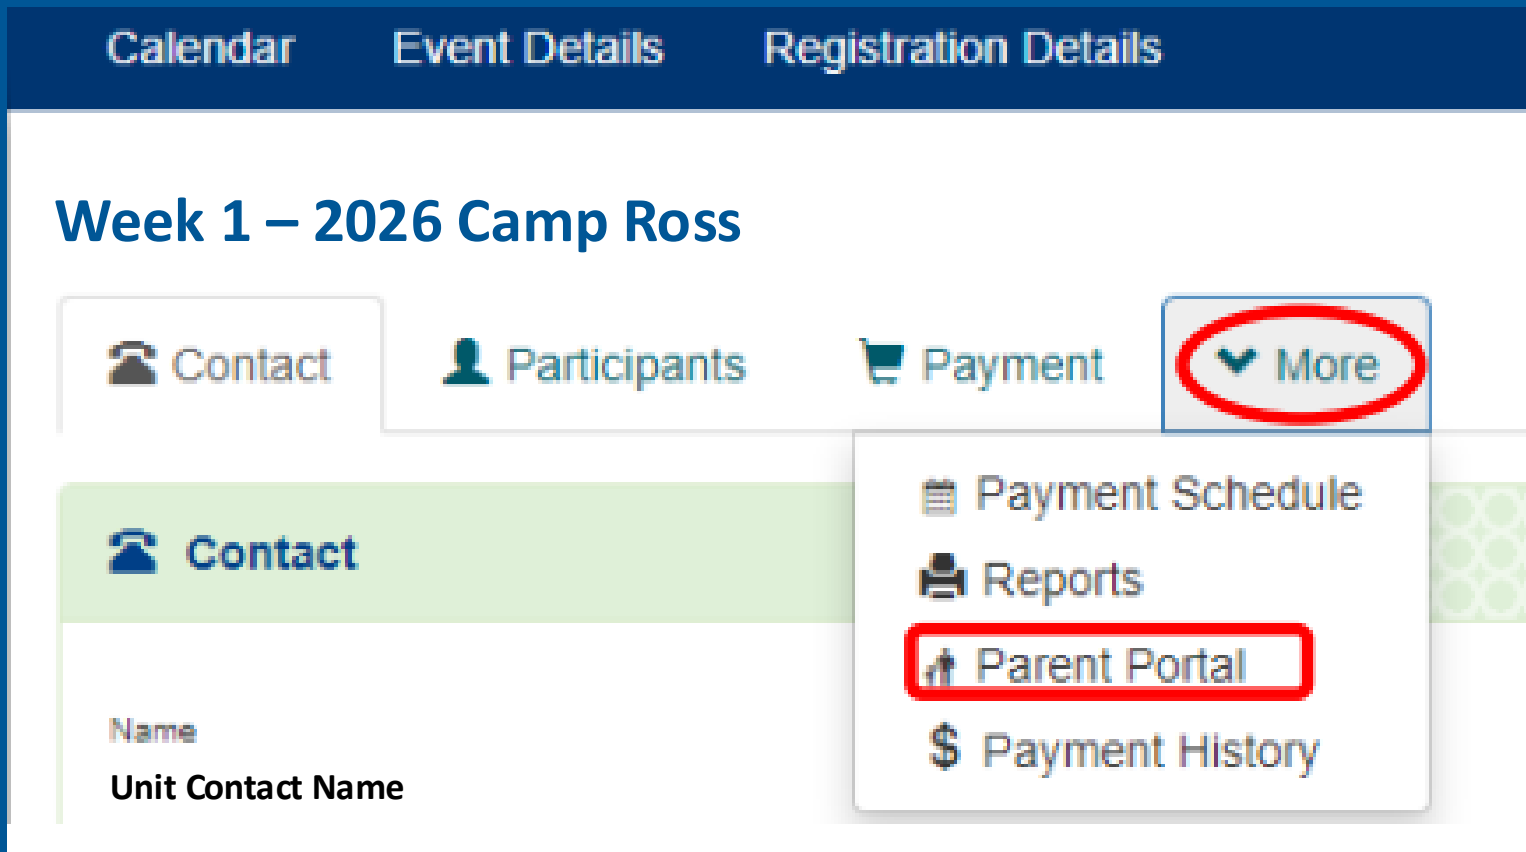 Calendar Event Details Registration Details
Week 1 – 2026 Camp Ross
Contact Participants Payment More
Payment Schedule
Reports
Parent Portal
$ Payment History
Contact
Name
Unit Contact Name